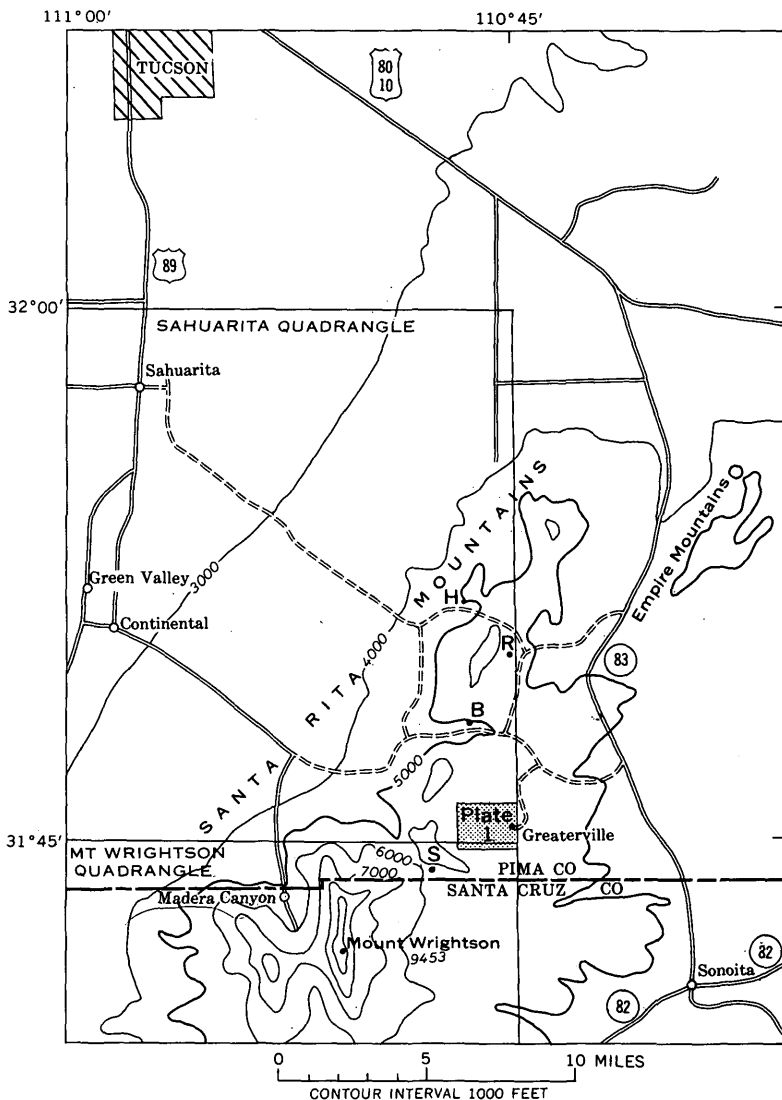 111°00'
110°45'
TUCSON
80
10
89
32°00'
SAHUARITA QUADRANGLE
Sahuarita
SANTA RITA MOUNTAINS
Empire Mountains
3000
Green Valley
H
Continental
4000
R
83
B
5000
Plate
1
Greaterville
31°45'
MT WRIGHTSON
QUADRANGLE
6000
7000
S
PIMA CO
SANTA CRUZ CO
Madera Canyon
Mount Wrightson
9453
82
Sonoita
82
0 5 10 MILES
CONTOUR INTERVAL 1000 FEET